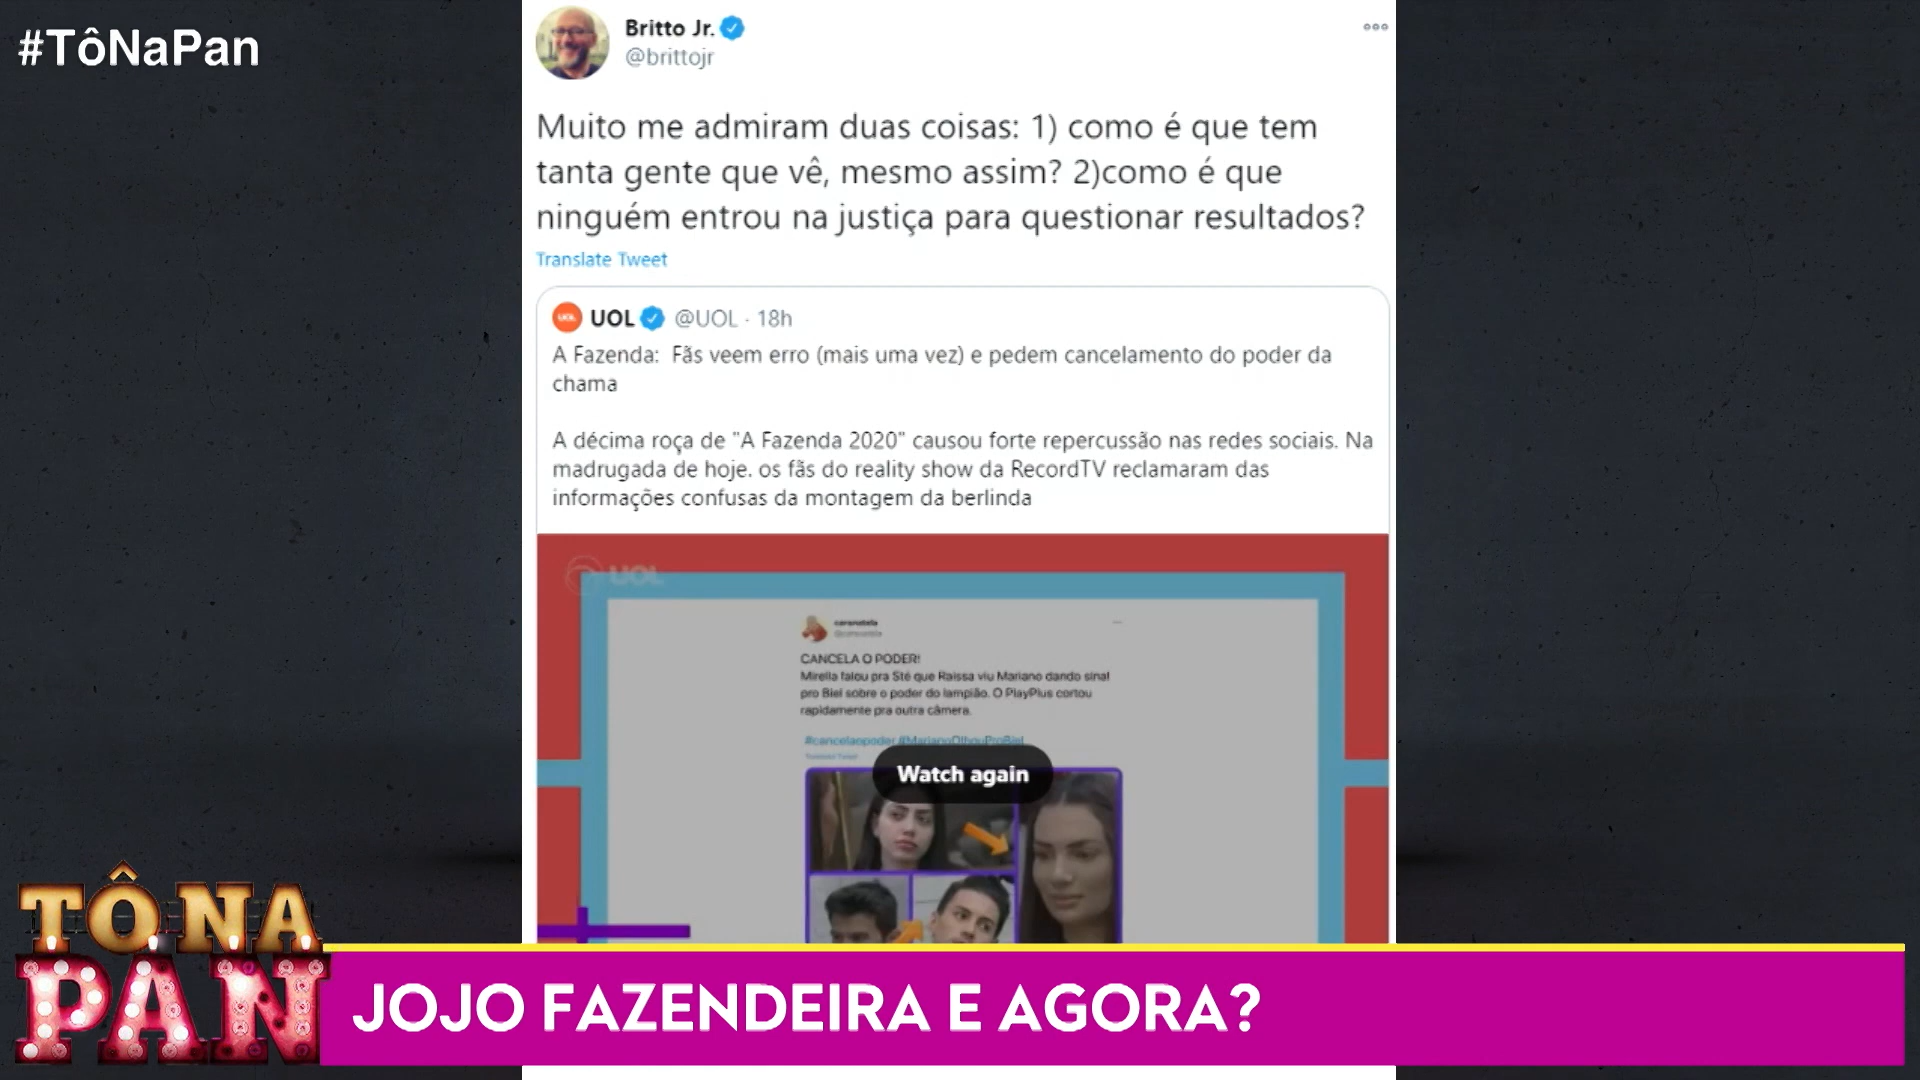 #TôNaPan
Britto Jr.
@brittojr
Muito me admiram duas coisas: 1) como é que tem
tanta gente que vê, mesmo assim? 2)como é que
ninguém entrou na justiça para questionar resultados?
Translate Tweet
UOL @UOL · 18h
A Fazenda: Fãs veem erro (mais uma vez) e pedem cancelamento do poder da
chama
A décima roça de "A Fazenda 2020" causou forte repercussão nas redes sociais. Na
madrugada de hoje. os fãs do reality show da RecordTV reclamaram das
informações confusas da montagem da berlinda
UOL
CANCELA O PODER!
Mirella falou pra Sté que Raissa viu Mariano dando sinal
pro Biel sobre o poder do lampião. O PlayPlus cortou
rapidamente pra outra câmera.
#cancelaopoder #MarianoOlhouProBiel
Watch again
TÔ NA
PAN
JOJO FAZENDEIRA E AGORA?